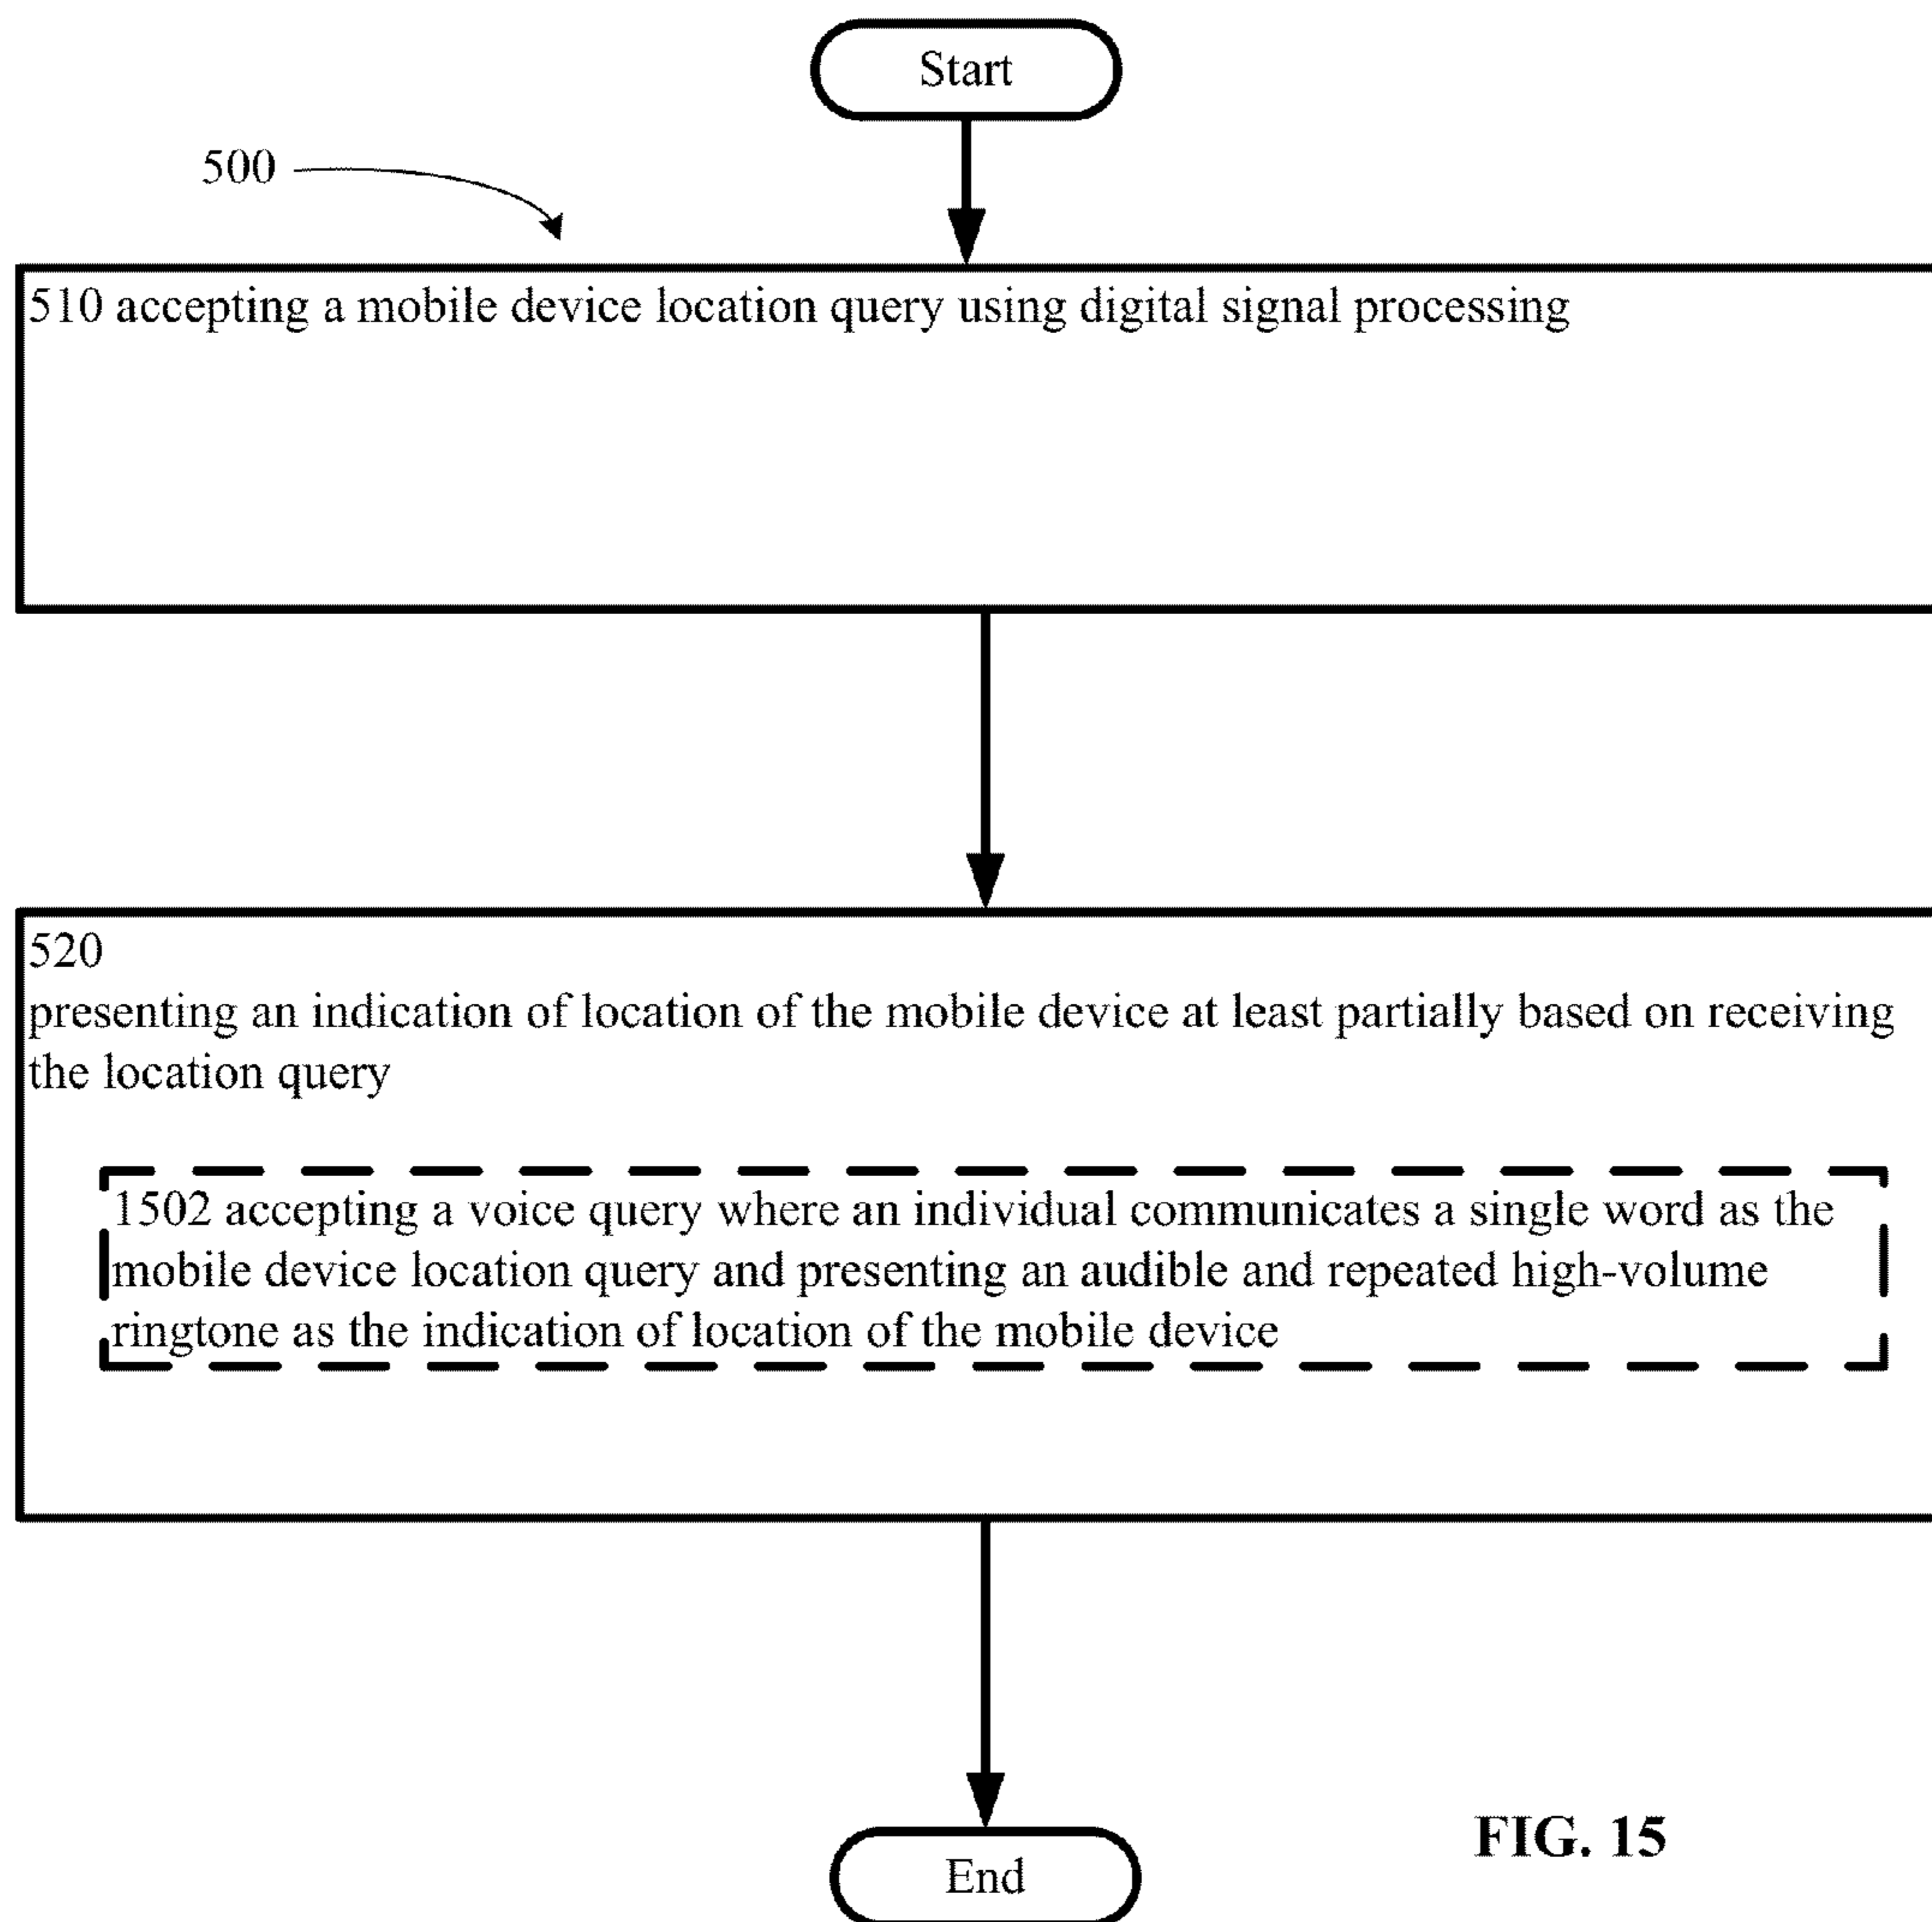 Start
500
510 accepting a mobile device location query using digital signal processing
520
presenting an indication of location of the mobile device at least partially based on receiving
the location query
1502 accepting a voice query where an individual communicates a single word as the
mobile device location query and presenting an audible and repeated high-volume
ringtone as the indication of location of the mobile device
End
FIG. 15